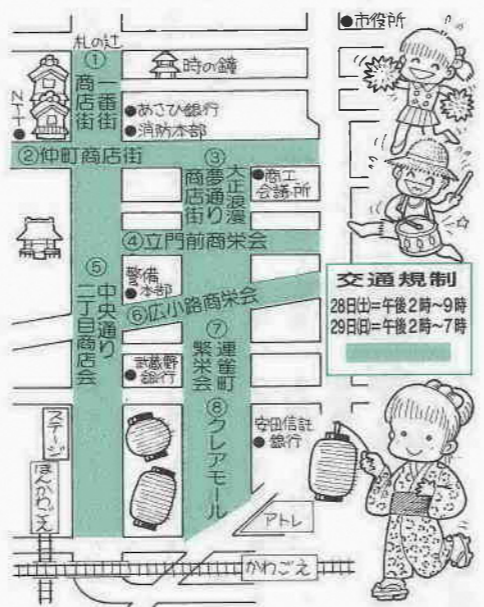 ●市役所
札の辻
①一番街商店街
時の鐘
NTT
●あさひ銀行
●消防本部
②仲町商店街
③大正浪漫夢通り商店街
●商工会議所
④立門前商栄会
⑤中央通り二丁目商店会
警備●本部
⑥広小路商栄会
交通規制
28日(土)=午後2時〜9時
29日(日)=午後2時〜7時
⑦連雀町繁栄会
武蔵野●銀行
⑧クレアモール
安田信託●銀行
ステージ
ほんかわごえ
アトレ
かわごえ